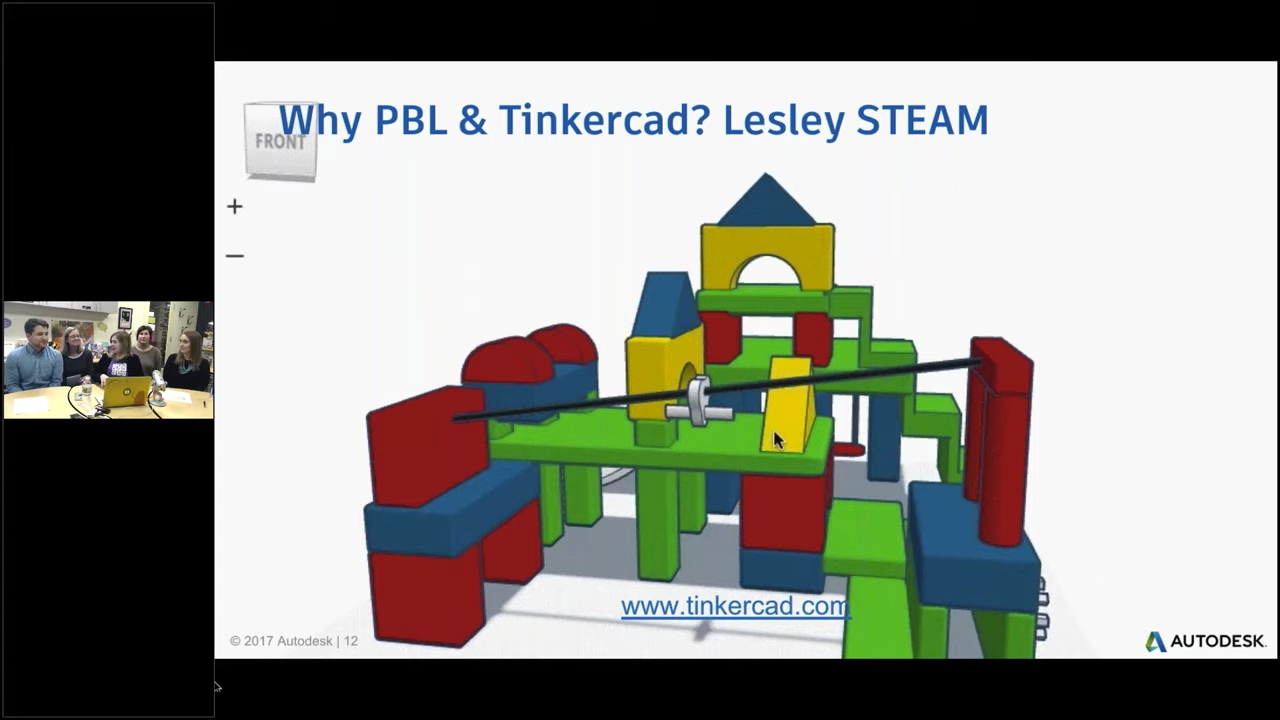 Why PBL & Tinkercad? Lesley STEAM
FRONT
+
−
www.tinkercad.com
© 2017 Autodesk | 12
AUTODESK.